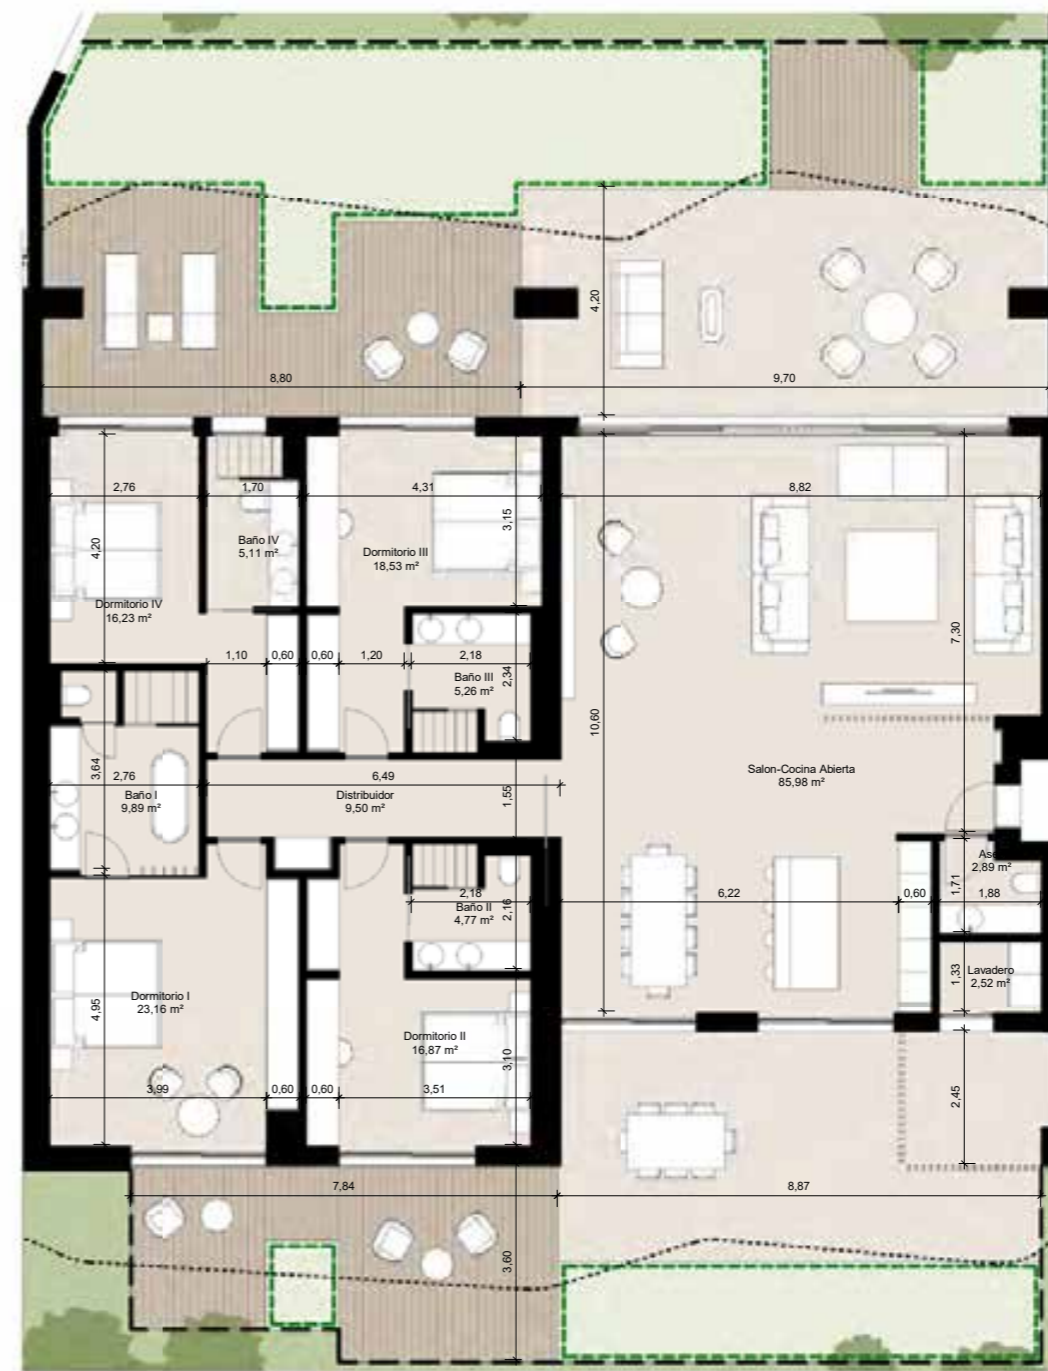 4,20
8,80
9,70
2,76
1,70
4,31
8,82
3,15
4,20
Baño IV
5,11 m²
Dormitorio III
18,53 m²
Dormitorio IV
16,23 m²
7,30
1,10
0,60
0,60
1,20
2,18
Baño III
5,26 m²
2,34
10,60
3,64
2,76
Baño I
9,89 m²
6,49
Distribuidor
9,50 m²
1,55
Salon-Cocina Abierta
85,98 m²
2,18
Baño II
4,77 m²
2,16
6,22
0,60
1,71
2,89 m²
1,88
Lavadero
2,52 m²
1,33
Dormitorio I
23,16 m²
4,95
Dormitorio II
16,87 m²
3,10
3,99
0,60
0,60
3,51
2,45
7,84
8,87
3,60